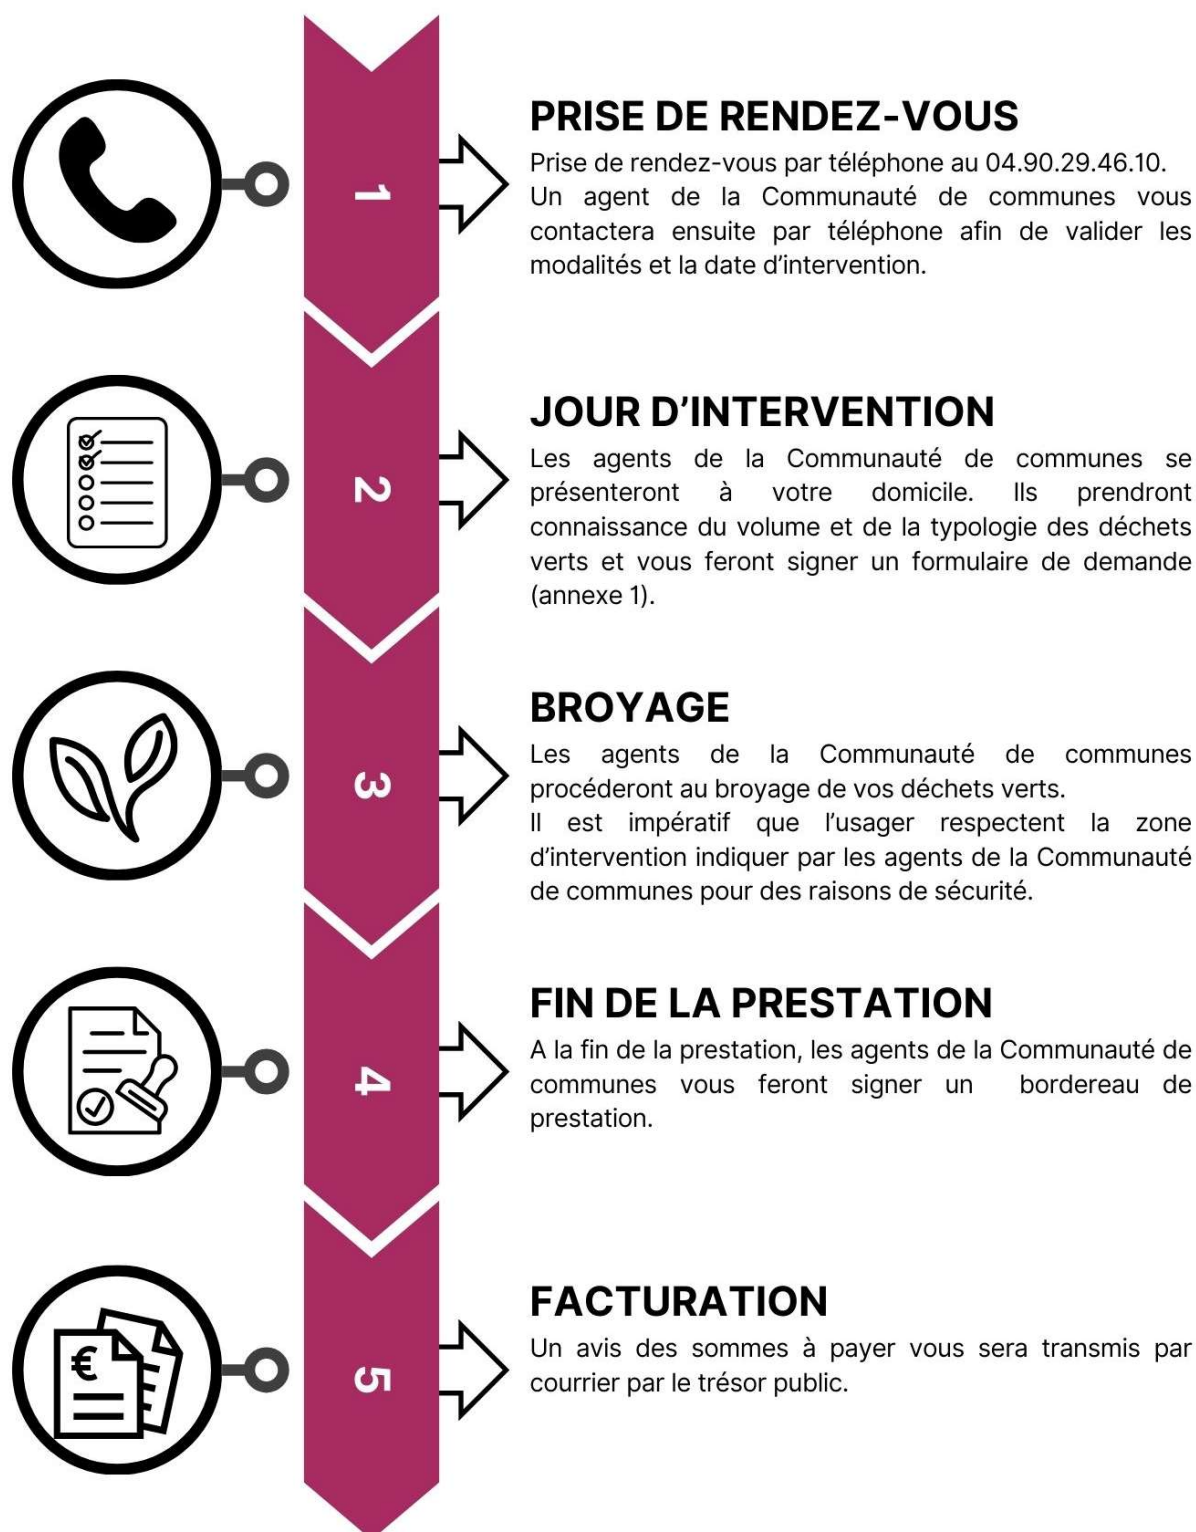 1
PRISE DE RENDEZ-VOUS
Prise de rendez-vous par téléphone au 04.90.29.46.10.
Un agent de la Communauté de communes vous
contactera ensuite par téléphone afin de valider les
modalités et la date d’intervention.
2
JOUR D’INTERVENTION
Les agents de la Communauté de communes se
présenteront à votre domicile. Ils prendront
connaissance du volume et de la typologie des déchets
verts et vous feront signer un formulaire de demande
(annexe 1).
3
BROYAGE
Les agents de la Communauté de communes
procéderont au broyage de vos déchets verts.
Il est impératif que l’usager respectent la zone
d’intervention indiquer par les agents de la Communauté
de communes pour des raisons de sécurité.
4
FIN DE LA PRESTATION
A la fin de la prestation, les agents de la Communauté de
communes vous feront signer un bordereau de
prestation.
€
5
FACTURATION
Un avis des sommes à payer vous sera transmis par
courrier par le trésor public.